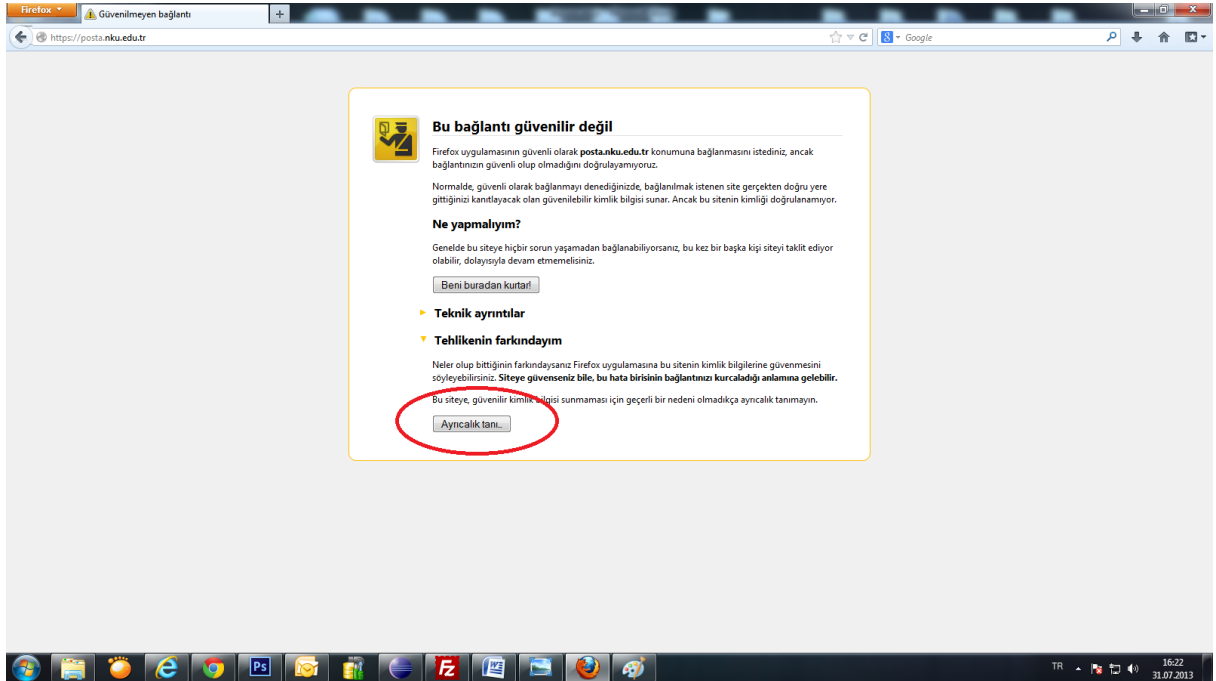 Firefox
Güvenilmeyen bağlantı
https://posta.nku.edu.tr
Google
Bu bağlantı güvenilir değil
Firefox uygulamasının güvenli olarak posta.nku.edu.tr konumuna bağlanmasını istediniz, ancak
bağlantınızın güvenli olup olmadığını doğrulayamıyoruz.
Normalde, güvenli olarak bağlanmayı denediğinizde, bağlanılmak istenen site gerçekten doğru yere
gittiğinizi kanıtlayacak olan güvenilebilir kimlik bilgisi sunar. Ancak bu sitenin kimliği doğrulanamıyor.
Ne yapmalıyım?
Genelde bu siteye hiçbir sorun yaşamadan bağlanabiliyorsanız, bu kez bir başka kişi siteyi taklit ediyor
olabilir, dolayısıyla devam etmemelisiniz.
Beni buradan kurtar!
Teknik ayrıntılar
Tehlikenin farkındayım
Neler olup bittiğinin farkındaysanız Firefox uygulamasına bu sitenin kimlik bilgilerine güvenmesini
söyleyebilirsiniz. Siteye güvenseniz bile, bu hata birisinin bağlantınızı kurcaladığı anlamına gelebilir.
Bu siteye, güvenilir kimlik bilgisi sunmaması için geçerli bir nedeni olmadıkça ayrıcalık tanımayın.
Ayrıcalık tanı...
Ps
Fz
TR
16:22
31.07.2013